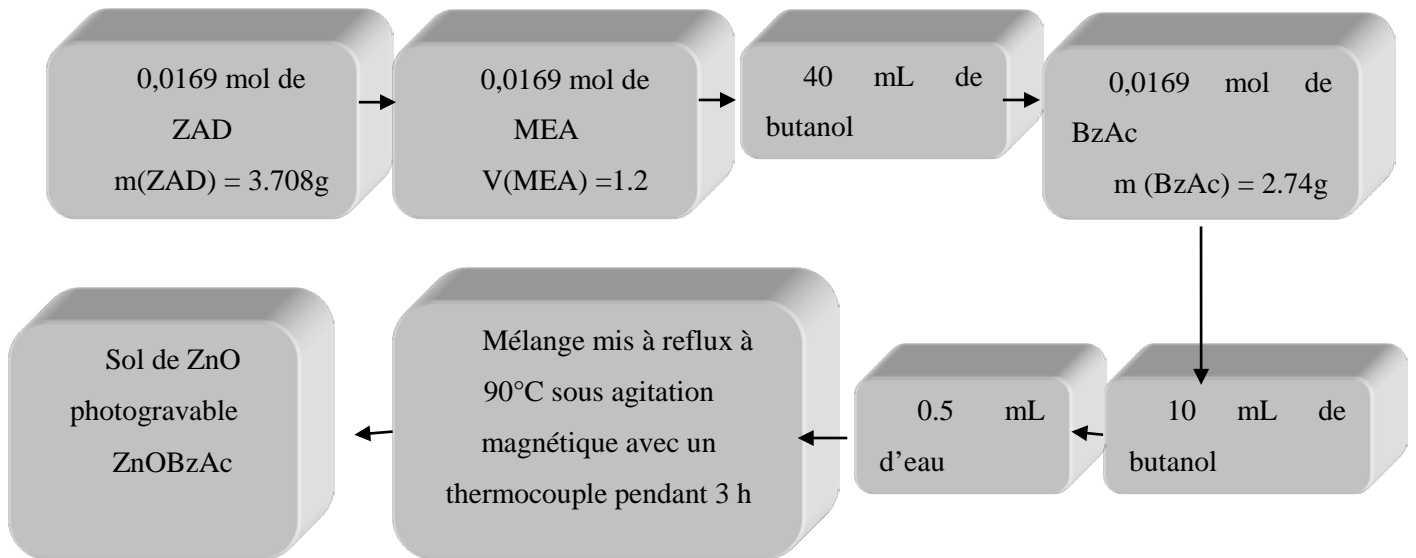 0,0169 mol de
ZAD
m(ZAD) = 3.708g
0,0169 mol de
MEA
V(MEA) =1.2
40 mL de
butanol
0,0169 mol de
BzAc
m (BzAc) = 2.74g
10 mL de
butanol
0.5 mL
d’eau
Mélange mis à reflux à
90°C sous agitation
magnétique avec un
thermocouple pendant 3 h
Sol de ZnO
photogravable
ZnOBzAc